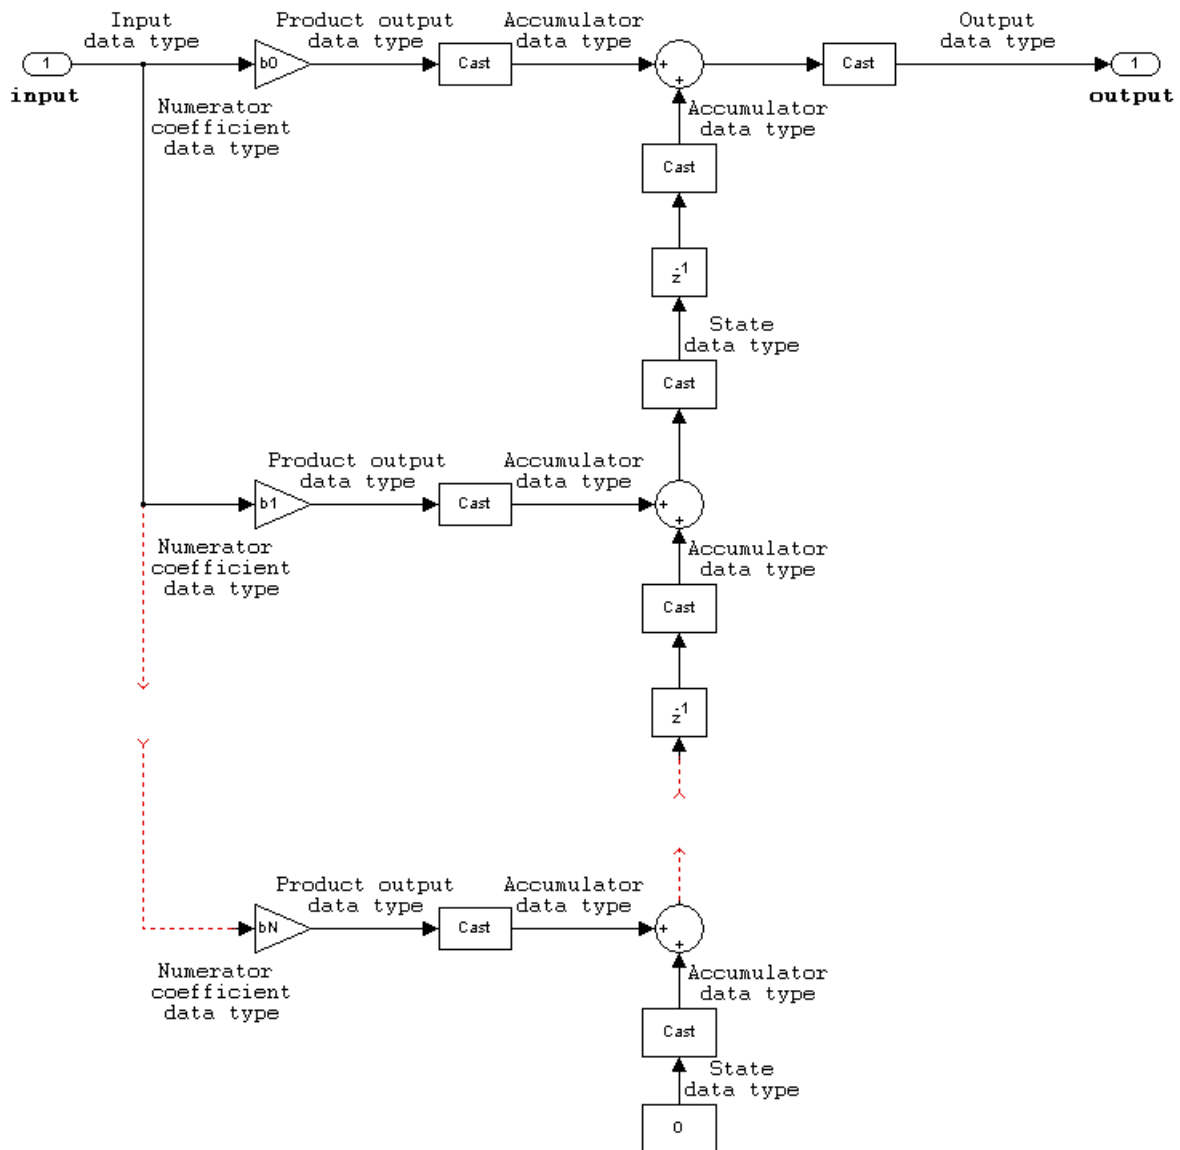 Input
data type
Product output
data type
Accumulator
data type
Output
data type
1
b0
Cast
+
+
Cast
1
input
output
Numerator
coefficient
data type
Accumulator
data type
Cast
z-1
State
data type
Cast
Product output
data type
Accumulator
data type
b1
Cast
+
+
Numerator
coefficient
data type
Accumulator
data type
Cast
z-1
Product output
data type
Accumulator
data type
bN
Cast
+
+
Numerator
coefficient
data type
Accumulator
data type
Cast
State
data type
0